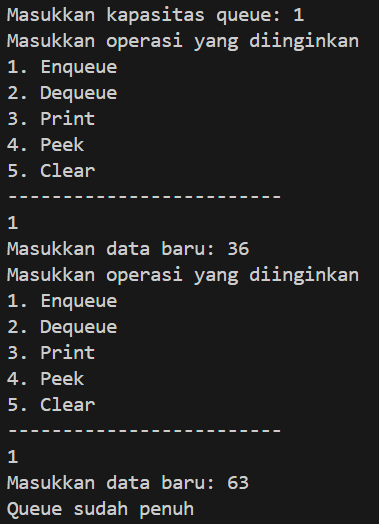 Masukkan kapasitas queue: 1
Masukkan operasi yang diinginkan
1. Enqueue
2. Dequeue
3. Print
4. Peek
5. Clear
-------------------------
1
Masukkan data baru: 36
Masukkan operasi yang diinginkan
1. Enqueue
2. Dequeue
3. Print
4. Peek
5. Clear
-------------------------
1
Masukkan data baru: 63
Queue sudah penuh